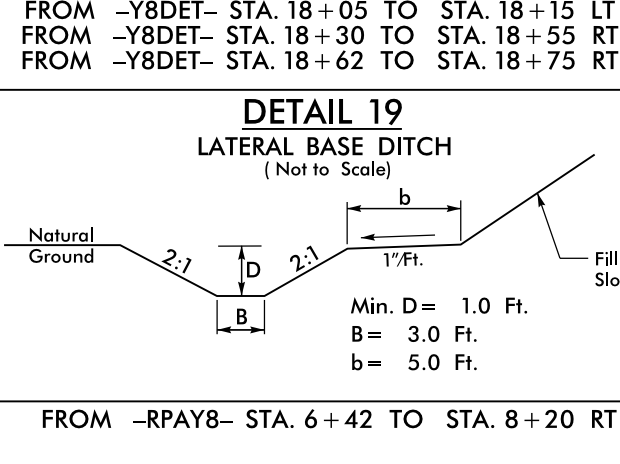 FROM –Y8DET– STA. 18+05 TO STA. 18+15 LT
FROM –Y8DET– STA. 18+30 TO STA. 18+55 RT
FROM –Y8DET– STA. 18+62 TO STA. 18+75 RT
DETAIL 19
LATERAL BASE DITCH
( Not to Scale)
b
Natural
Ground
2:1
D
2:1
1"/Ft.
Fill
Slo
B
Min. D= 1.0 Ft.
B= 3.0 Ft.
b= 5.0 Ft.
FROM –RPAY8– STA. 6+42 TO STA. 8+20 RT